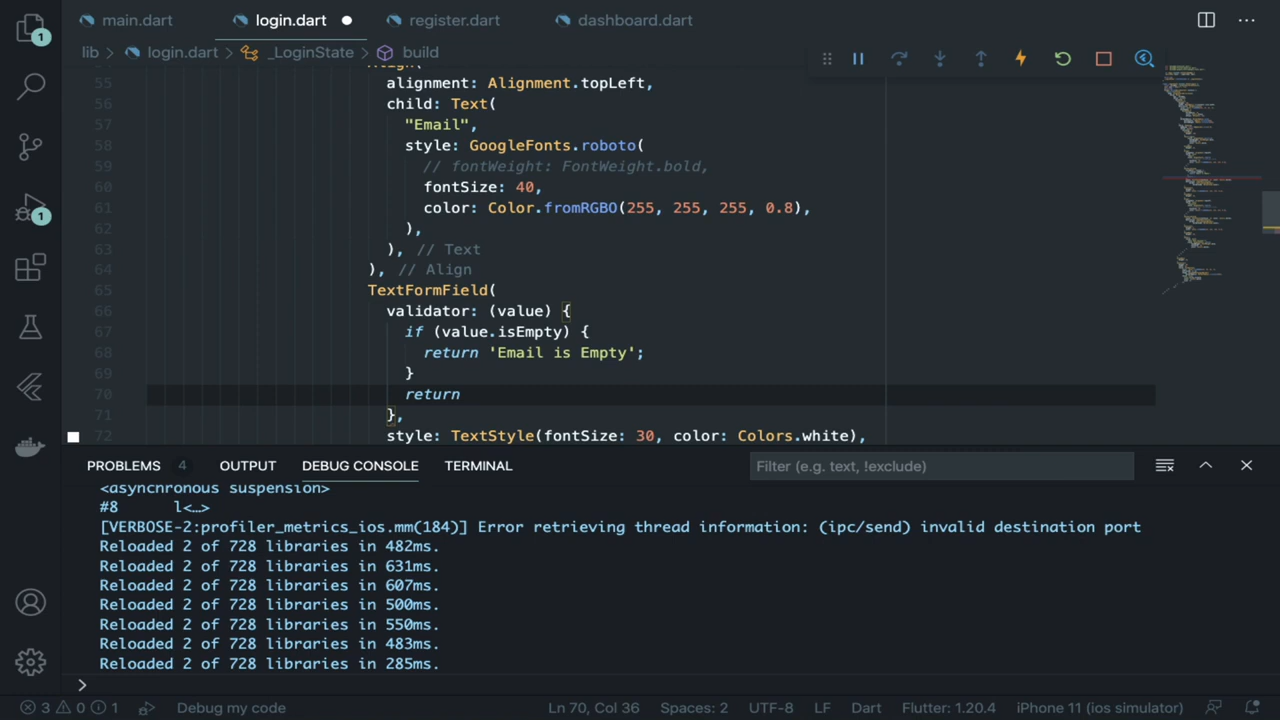 main.dart
login.dart
register.dart
dashboard.dart
lib > login.dart > _LoginState > build
1
Align(
55 alignment: Alignment.topLeft,
56 child: Text(
57 "Email",
58 style: GoogleFonts.roboto(
59 // fontWeight: FontWeight.bold,
60 fontSize: 40,
61 color: Color.fromRGBO(255, 255, 255, 0.8),
62 ),
63 ), // Text
64 ), // Align
65 TextFormField(
66 validator: (value) {
67 if (value.isEmpty) {
68 return 'Email is Empty';
69 }
70 return
71 },
72 style: TextStyle(fontSize: 30, color: Colors.white),
1
PROBLEMS 4 OUTPUT DEBUG CONSOLE TERMINAL Filter (e.g. text, !exclude)
<asynchronous suspension>
#8 l<…>
[VERBOSE-2:profiler_metrics_ios.mm(184)] Error retrieving thread information: (ipc/send) invalid destination port
Reloaded 2 of 728 libraries in 482ms.
Reloaded 2 of 728 libraries in 631ms.
Reloaded 2 of 728 libraries in 607ms.
Reloaded 2 of 728 libraries in 500ms.
Reloaded 2 of 728 libraries in 550ms.
Reloaded 2 of 728 libraries in 483ms.
Reloaded 2 of 728 libraries in 285ms.
>
3 0 1 Debug my code Ln 70, Col 36 Spaces: 2 UTF-8 LF Dart Flutter: 1.20.4 iPhone 11 (ios simulator)